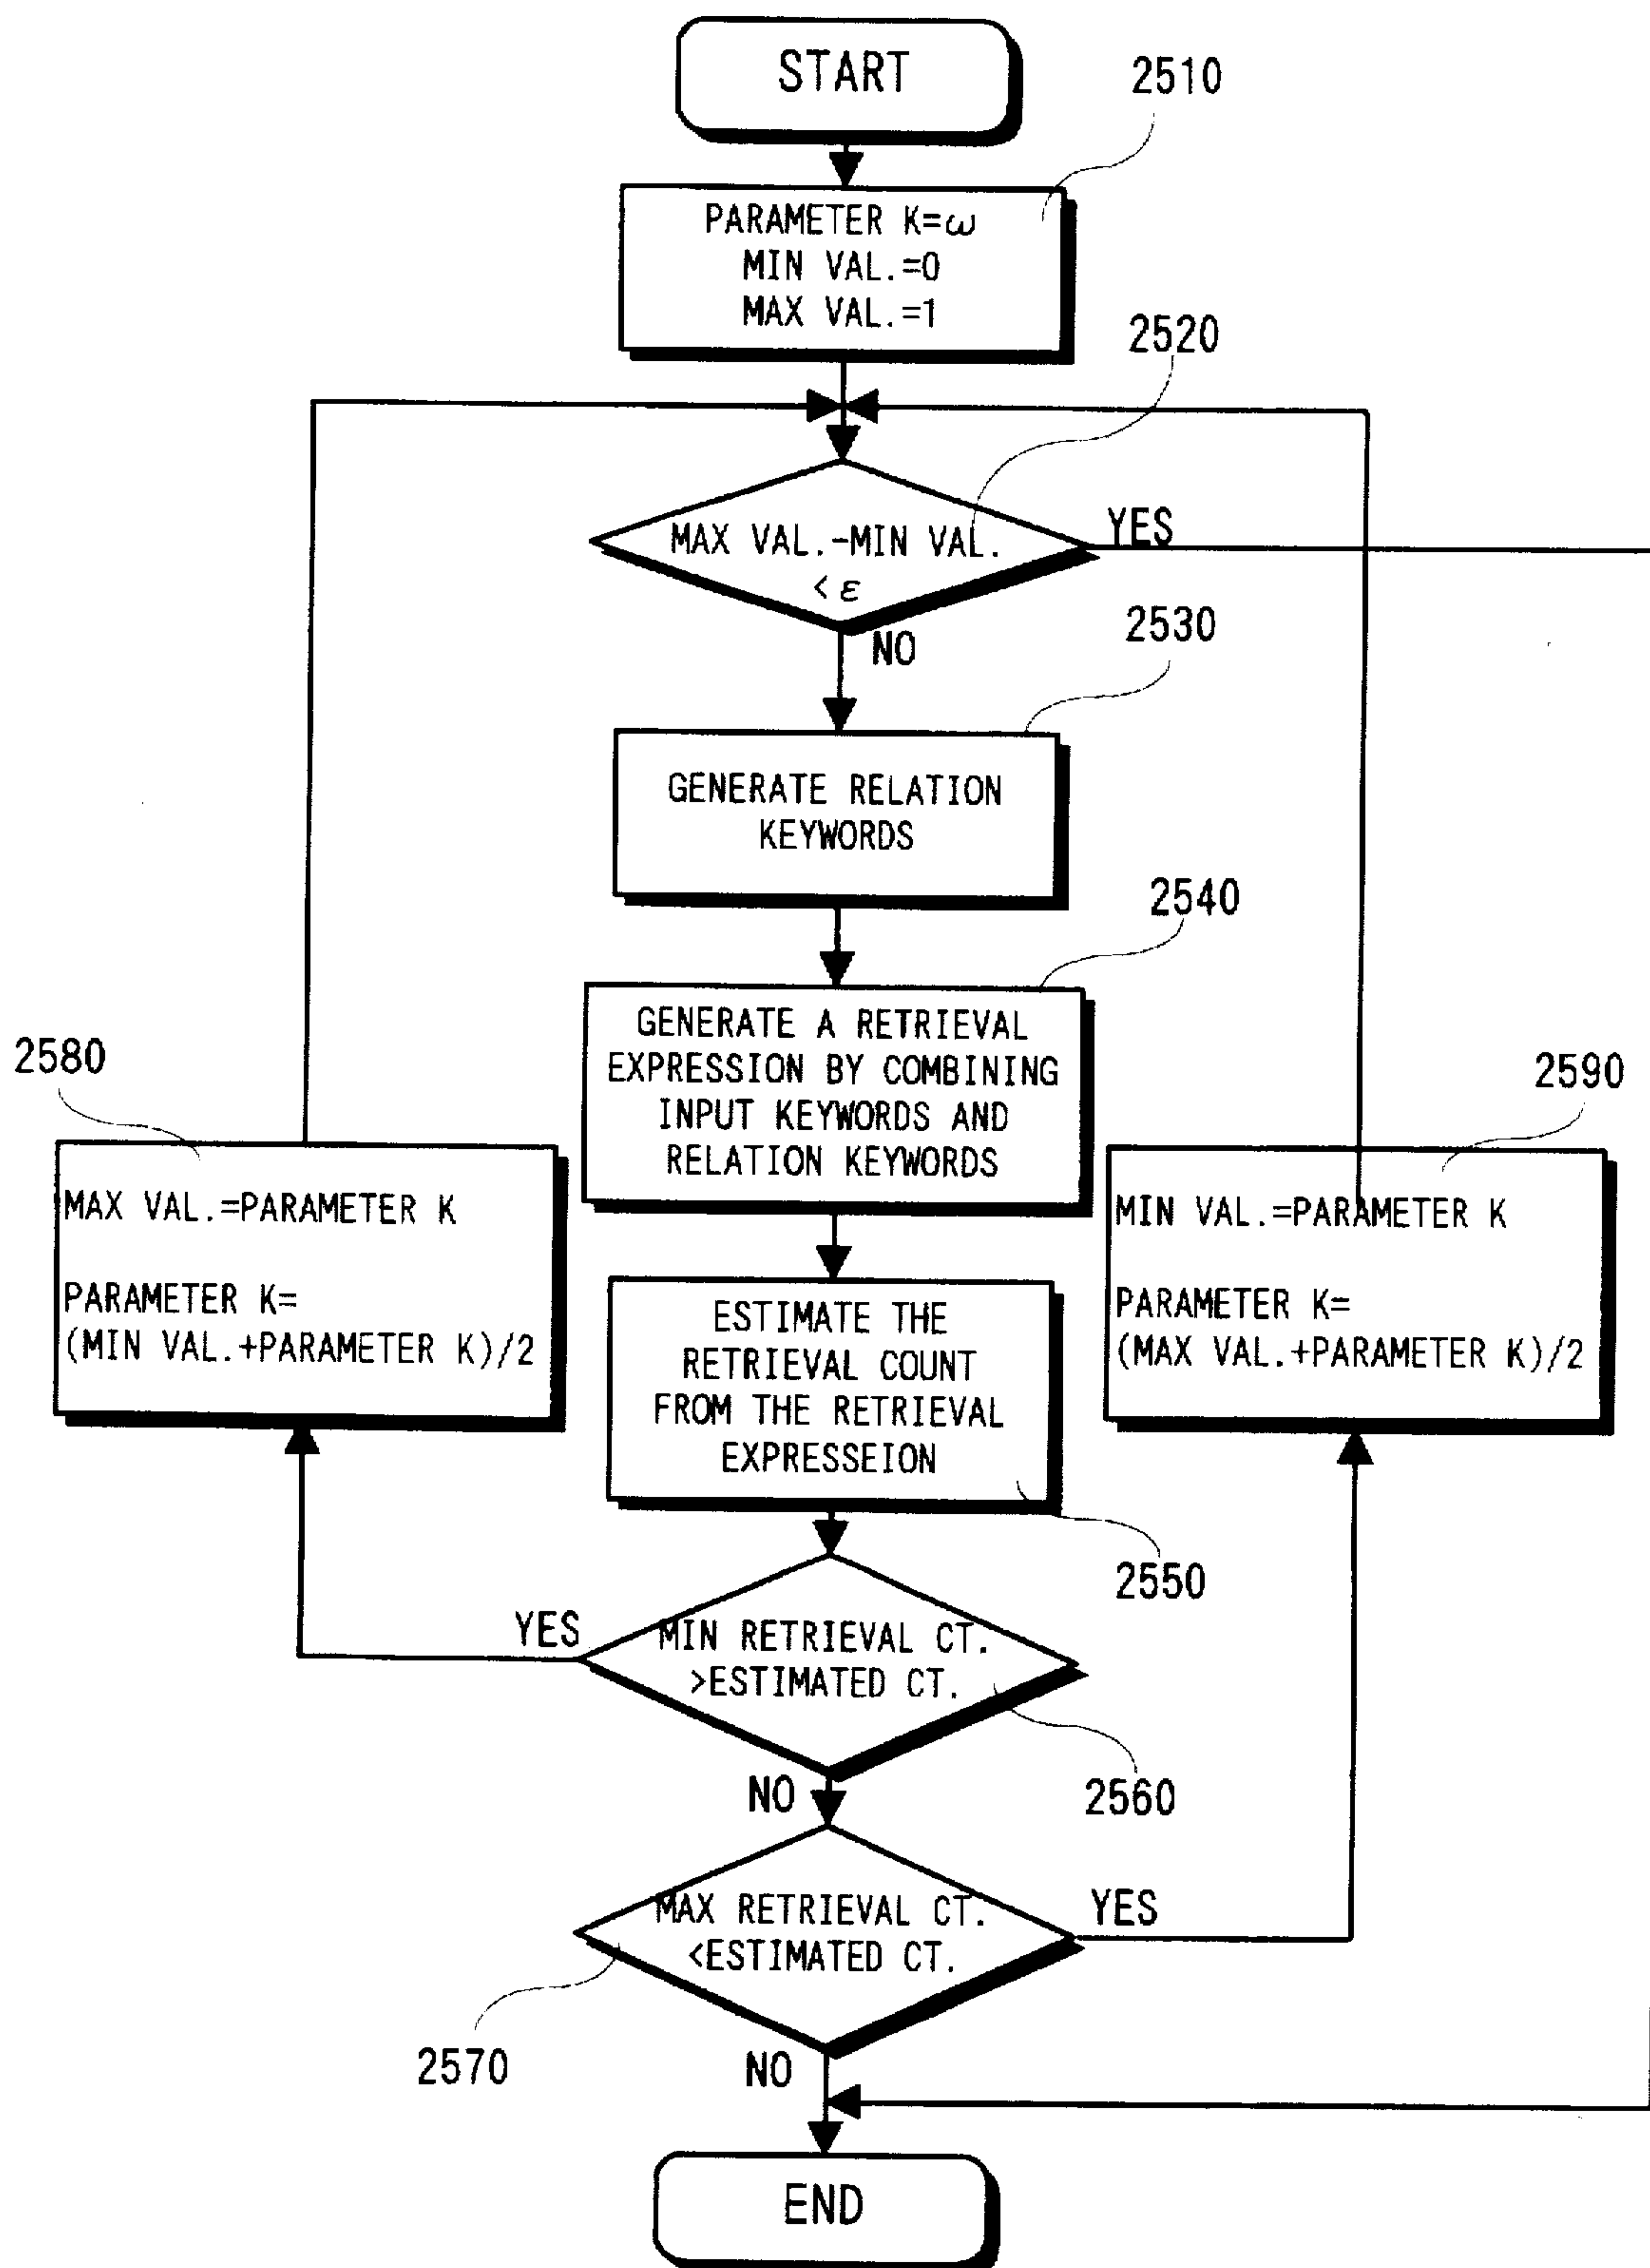 START
2510
PARAMETER K=ω
MIN VAL.=0
MAX VAL.=1
2520
MAX VAL.-MIN VAL.
<ε
YES
NO
2530
GENERATE RELATION
KEYWORDS
2540
GENERATE A RETRIEVAL
EXPRESSION BY COMBINING
INPUT KEYWORDS AND
RELATION KEYWORDS
2580
MAX VAL.=PARAMETER K
PARAMETER K=
(MIN VAL.+PARAMETER K)/2
2590
MIN VAL.=PARAMETER K
PARAMETER K=
(MAX VAL.+PARAMETER K)/2
ESTIMATE THE
RETRIEVAL COUNT
FROM THE RETRIEVAL
EXPRESSEION
2550
YES
MIN RETRIEVAL CT.
>ESTIMATED CT.
2560
NO
MAX RETRIEVAL CT.
<ESTIMATED CT.
YES
2570
NO
END